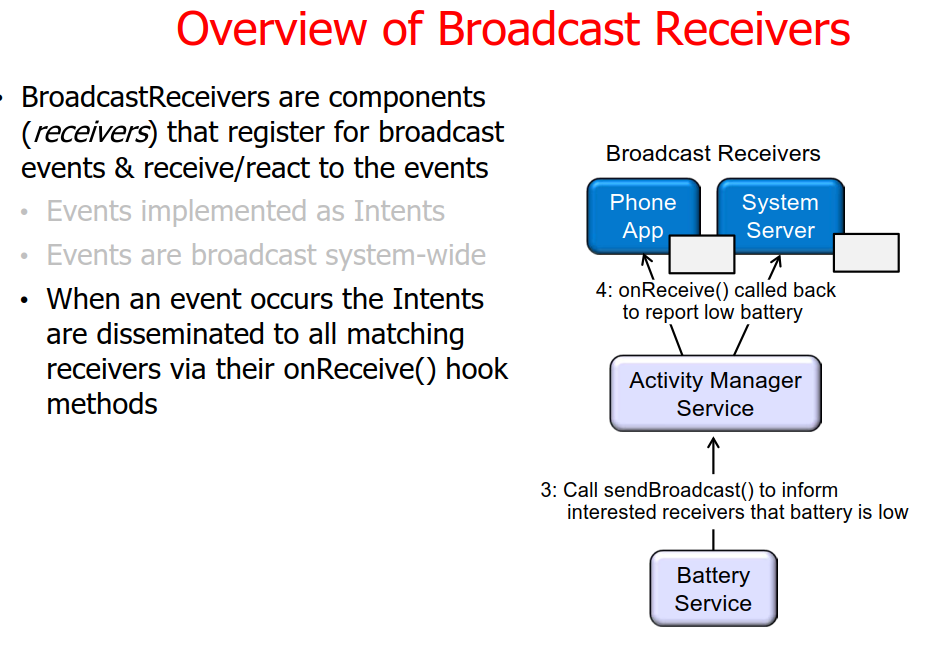 Overview of Broadcast Receivers
• BroadcastReceivers are components
(receivers) that register for broadcast
events & receive/react to the events
• Events implemented as Intents
• Events are broadcast system-wide
• When an event occurs the Intents
are disseminated to all matching
receivers via their onReceive() hook
methods
Broadcast Receivers
Phone
App
System
Server
4: onReceive() called back
to report low battery
Activity Manager
Service
3: Call sendBroadcast() to inform
interested receivers that battery is low
Battery
Service